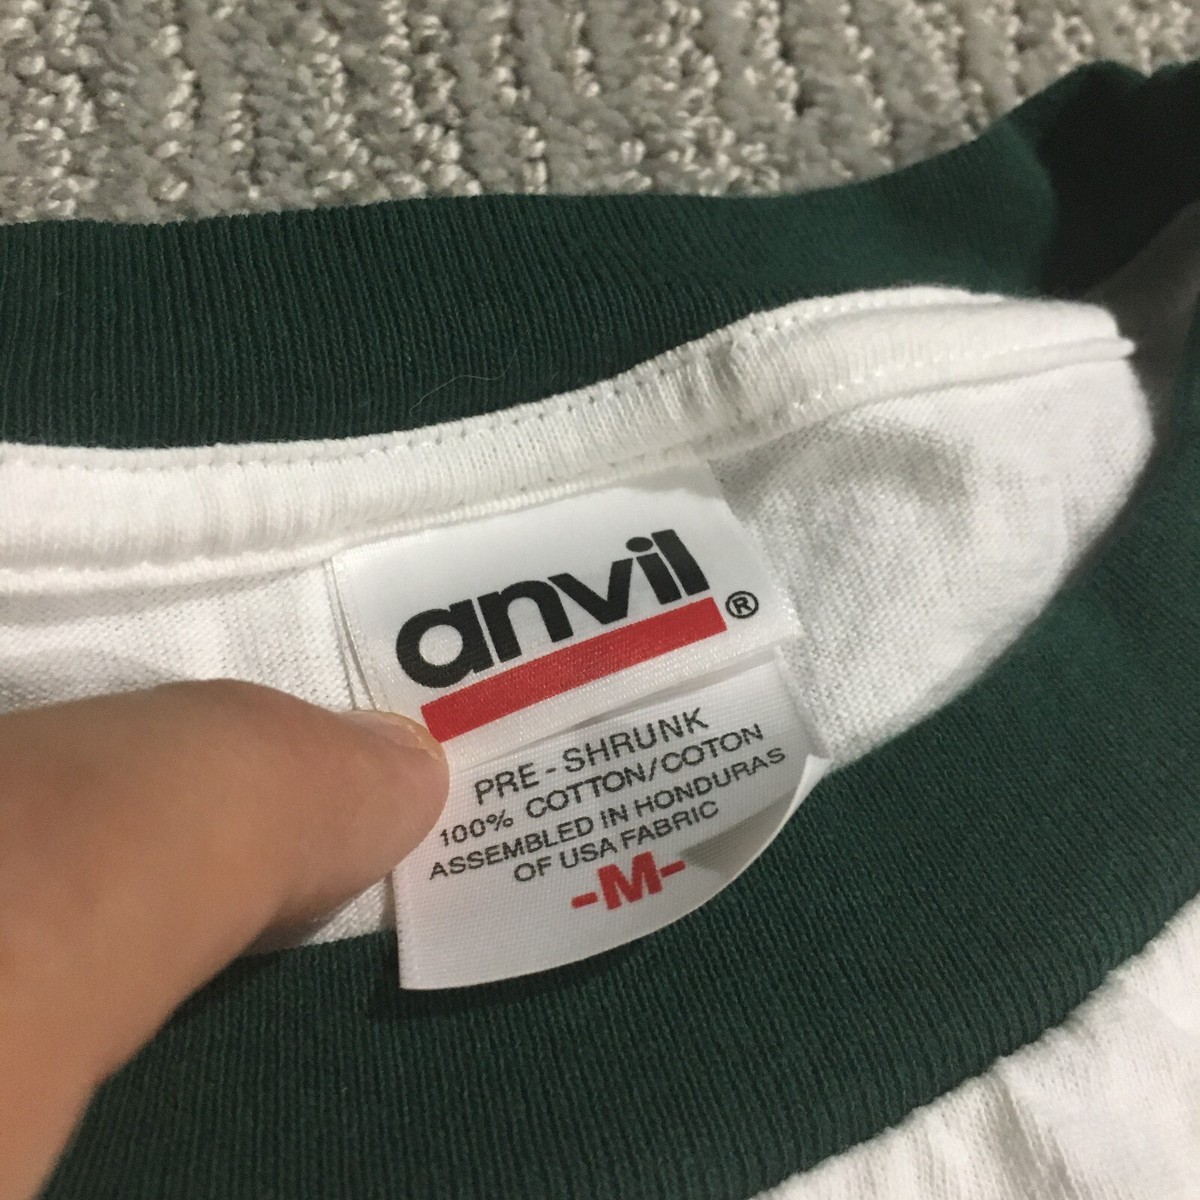 anvil®
PRE-SHRUNK
100% COTTON/COTON
ASSEMBLED IN HONDURAS
OF USA FABRIC
-M-